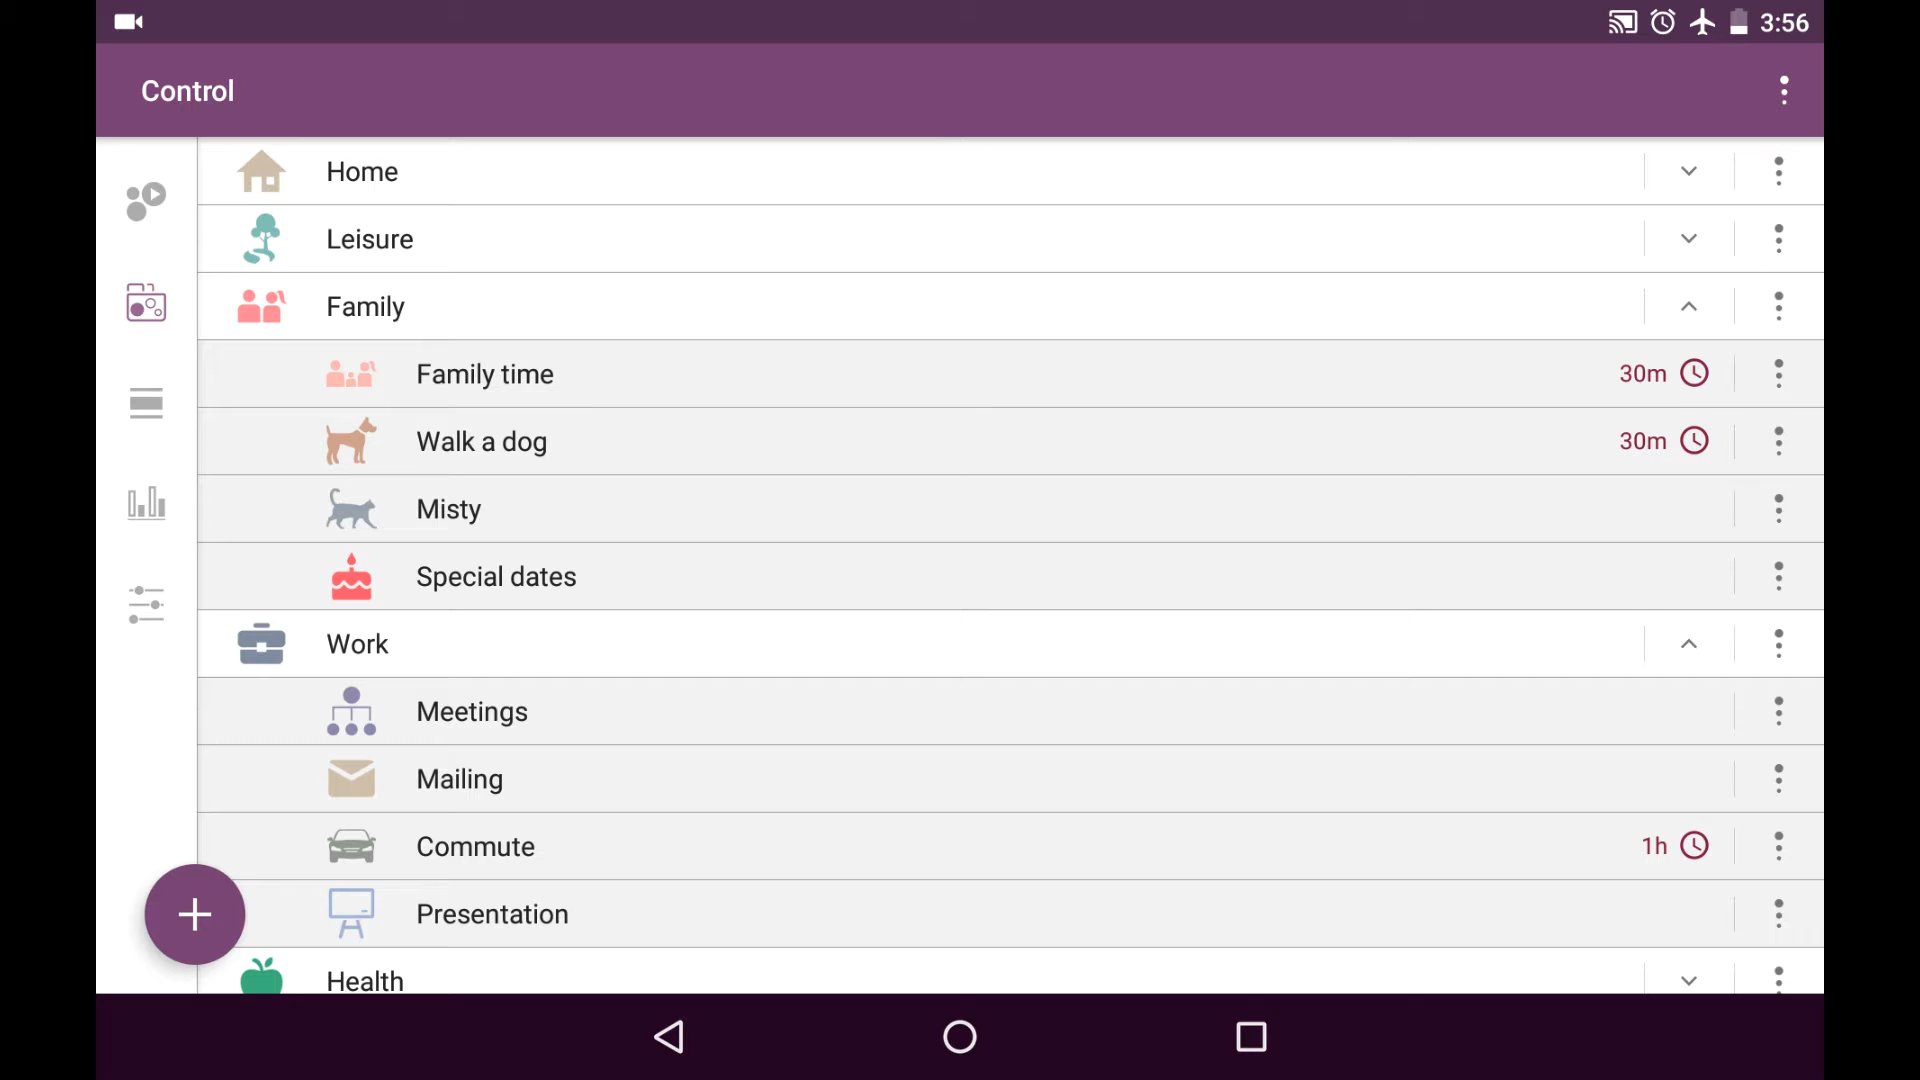 3:56
Control
Home
Leisure
Family
Family time 30m
Walk a dog 30m
Misty
Special dates
Work
Meetings
Mailing
Commute 1h
Presentation
Health